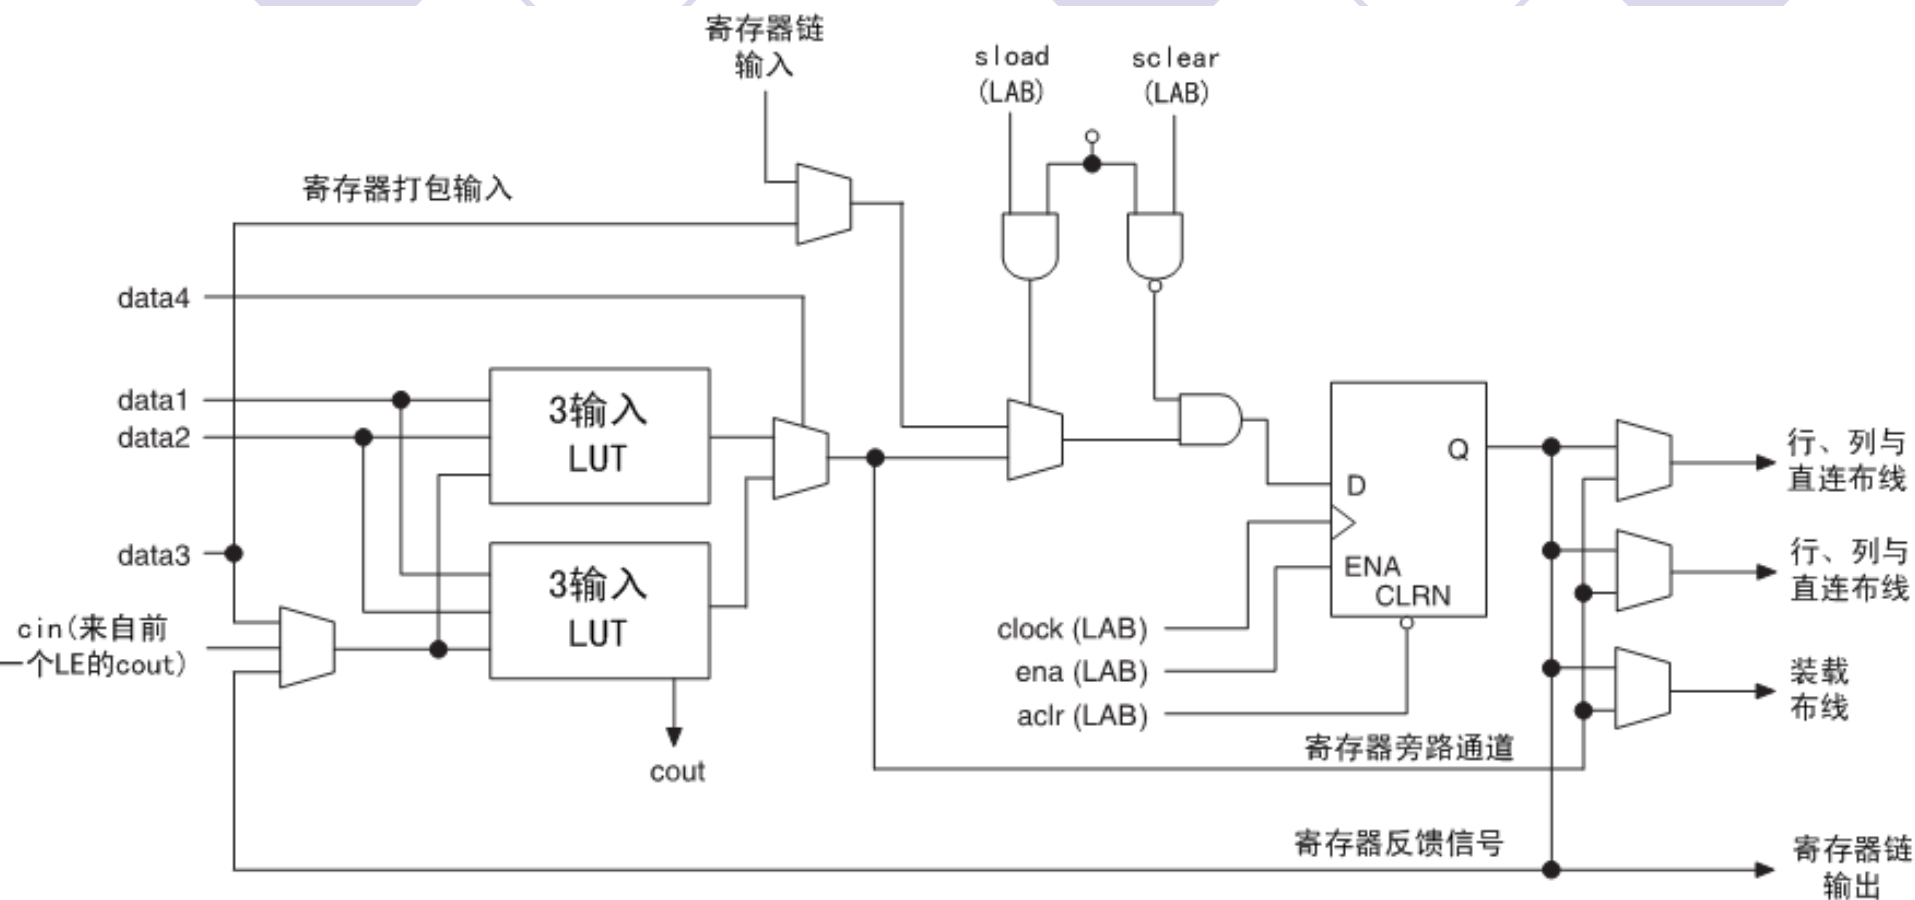 寄存器链
输入
sload
(LAB)
sclear
(LAB)
寄存器打包输入
data4
data1
data2
data3
3输入
LUT
3输入
LUT
cin(来自前
一个LE的cout)
cout
Q
D
ENA
CLRN
clock (LAB)
ena (LAB)
aclr (LAB)
行、列与
直连布线
行、列与
直连布线
装载
布线
寄存器旁路通道
寄存器反馈信号
寄存器链
输出